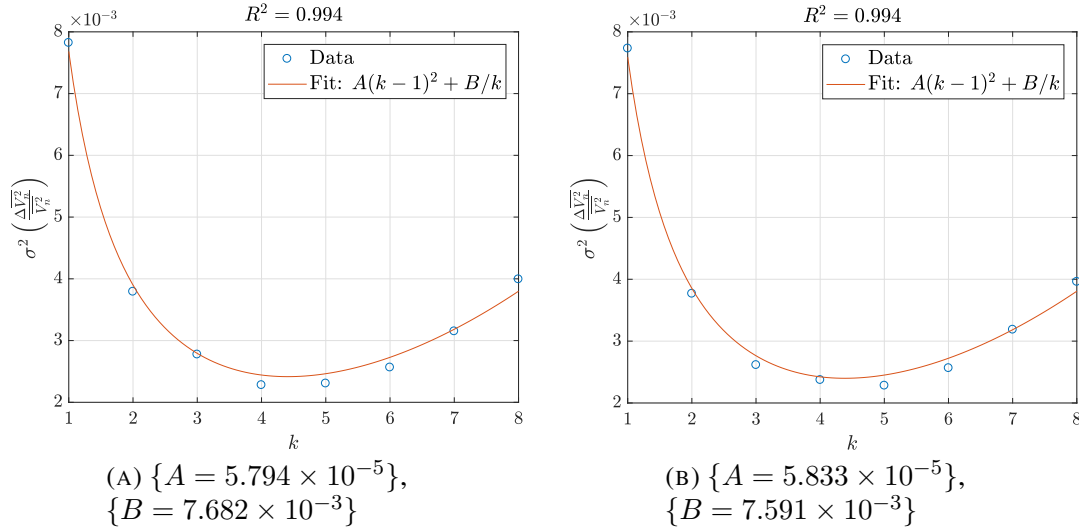 ×10⁻³ R² = 0.994
Data
Fit: A(k − 1)² + B/k
8
7
6
5
4
3
2
σ² (ΔV̅ₙ²̅ / V̅ₙ²̅)
1 2 3 4 5 6 7 8
k
(A) {A = 5.794 × 10⁻⁵},
{B = 7.682 × 10⁻³}
×10⁻³ R² = 0.994
Data
Fit: A(k − 1)² + B/k
8
7
6
5
4
3
2
σ² (ΔV̅ₙ²̅ / V̅ₙ²̅)
1 2 3 4 5 6 7 8
k
(B) {A = 5.833 × 10⁻⁵},
{B = 7.591 × 10⁻³}